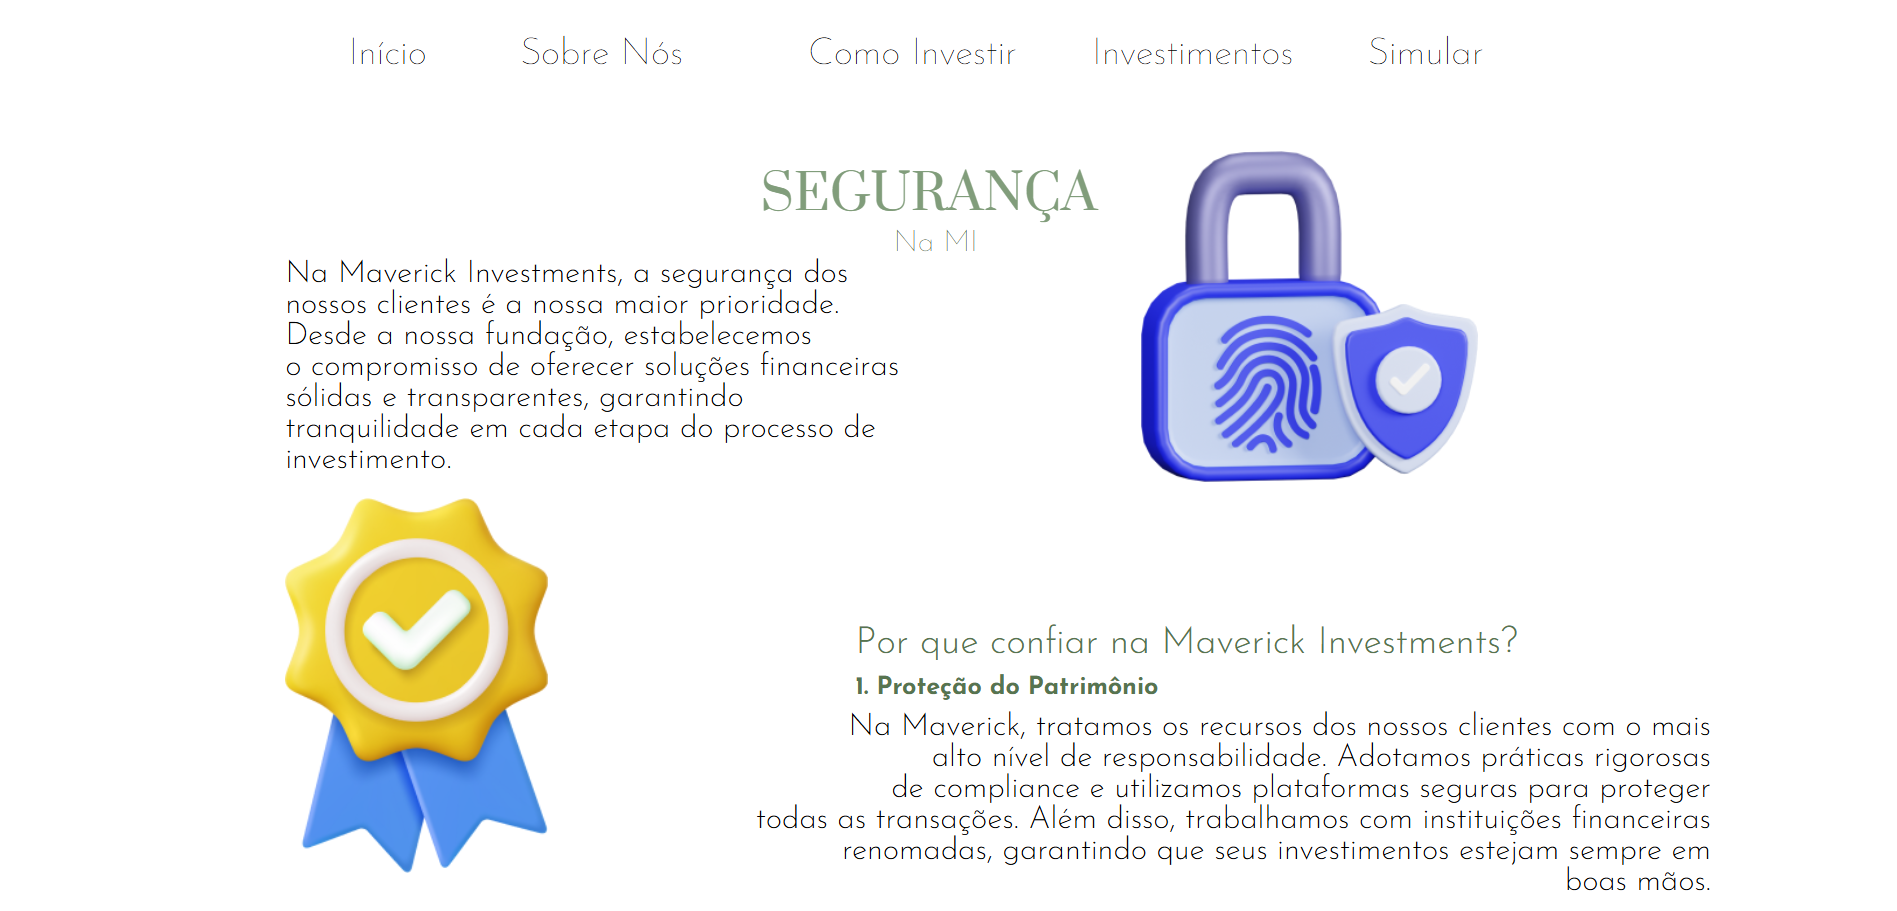 Início Sobre Nós Como Investir Investimentos Simular
SEGURANÇA
Na MI
Na Maverick Investments, a segurança dos
nossos clientes é a nossa maior prioridade.
Desde a nossa fundação, estabelecemos
o compromisso de oferecer soluções financeiras
sólidas e transparentes, garantindo
tranquilidade em cada etapa do processo de
investimento.
Por que confiar na Maverick Investments?
1. Proteção do Patrimônio
Na Maverick, tratamos os recursos dos nossos clientes com o mais
alto nível de responsabilidade. Adotamos práticas rigorosas
de compliance e utilizamos plataformas seguras para proteger
todas as transações. Além disso, trabalhamos com instituições financeiras
renomadas, garantindo que seus investimentos estejam sempre em
boas mãos.